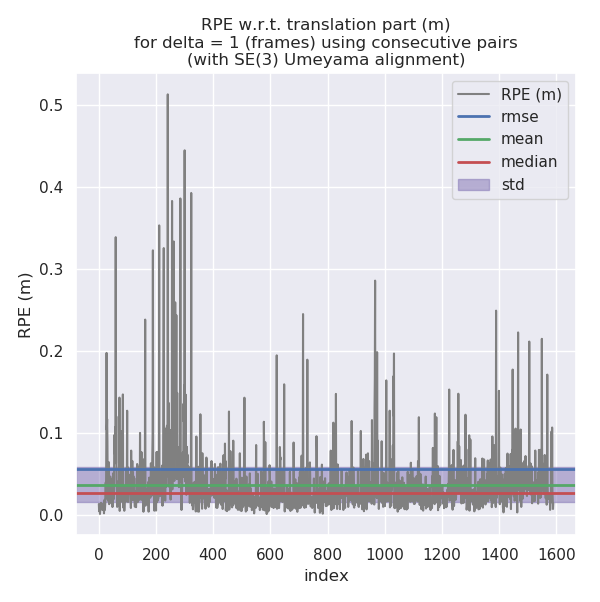 RPE w.r.t. translation part (m)
for delta = 1 (frames) using consecutive pairs
(with SE(3) Umeyama alignment)
RPE (m)
rmse
mean
median
std
RPE (m)
0.5
0.4
0.3
0.2
0.1
0.0
0 200 400 600 800 1000 1200 1400 1600
index